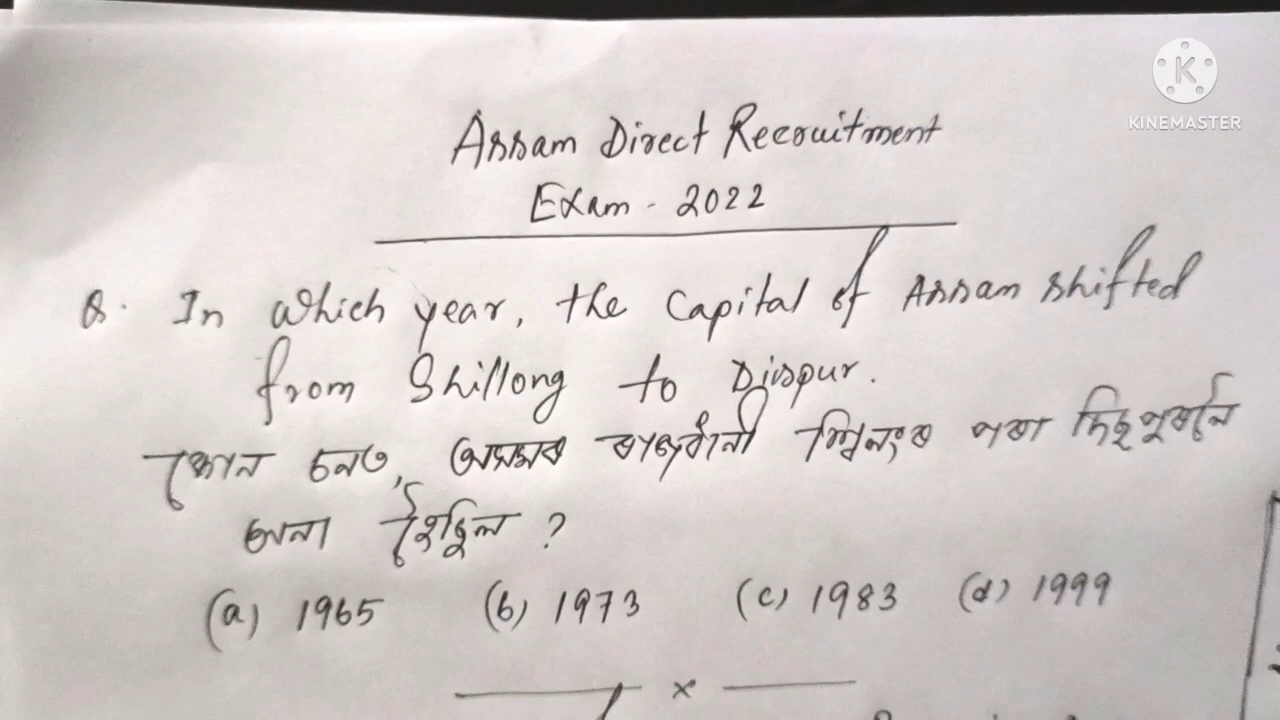 KINEMASTER
Assam Direct Recruitment
Exam - 2022
Q. In which year, the Capital of Assam shifted
from Shillong to Dispur.
কোন চনত, অসমৰ ৰাজধানী শ্বিলংৰ পৰা দিছপুৰলৈ
অনা হৈছিল ?
(a) 1965 (b) 1973 (c) 1983 (d) 1999
x